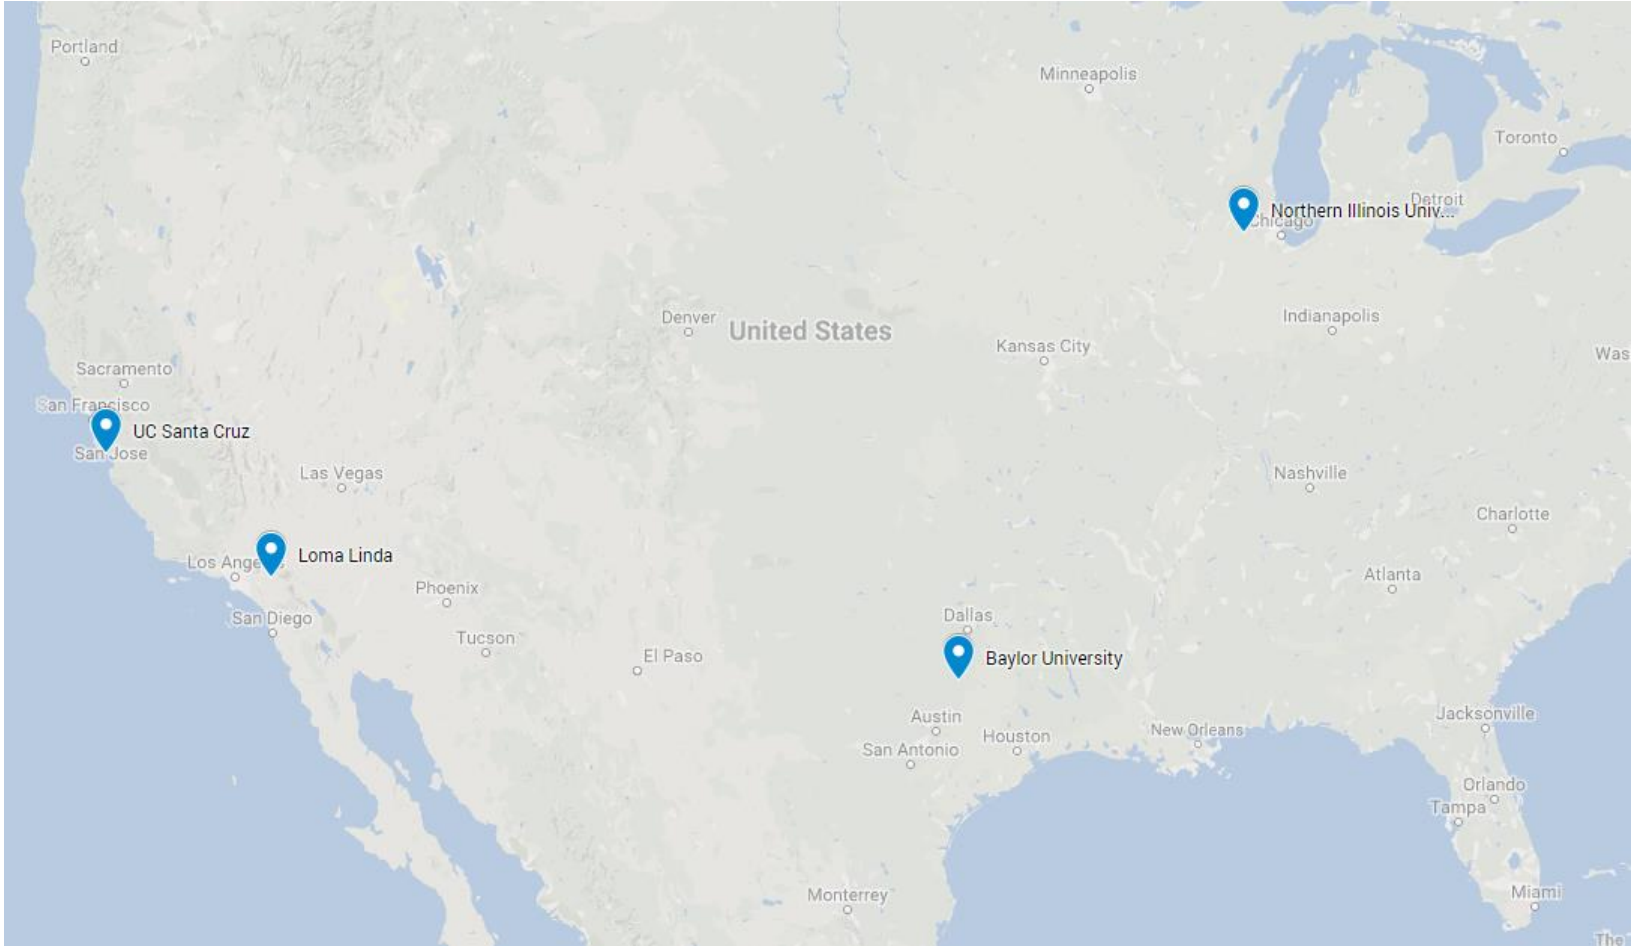 Portland
Minneapolis
Toronto
Detroit
Northern Illinois Univ...
Chicago
Indianapolis
Denver
United States
Kansas City
Was
Sacramento
San Francisco
UC Santa Cruz
San Jose
Las Vegas
Nashville
Charlotte
Los Ange
Loma Linda
Phoenix
Atlanta
San Diego
Tucson
El Paso
Dallas
Baylor University
Austin
San Antonio
Houston
New Orleans
Jacksonville
Orlando
Tampa
Monterrey
Miami
The